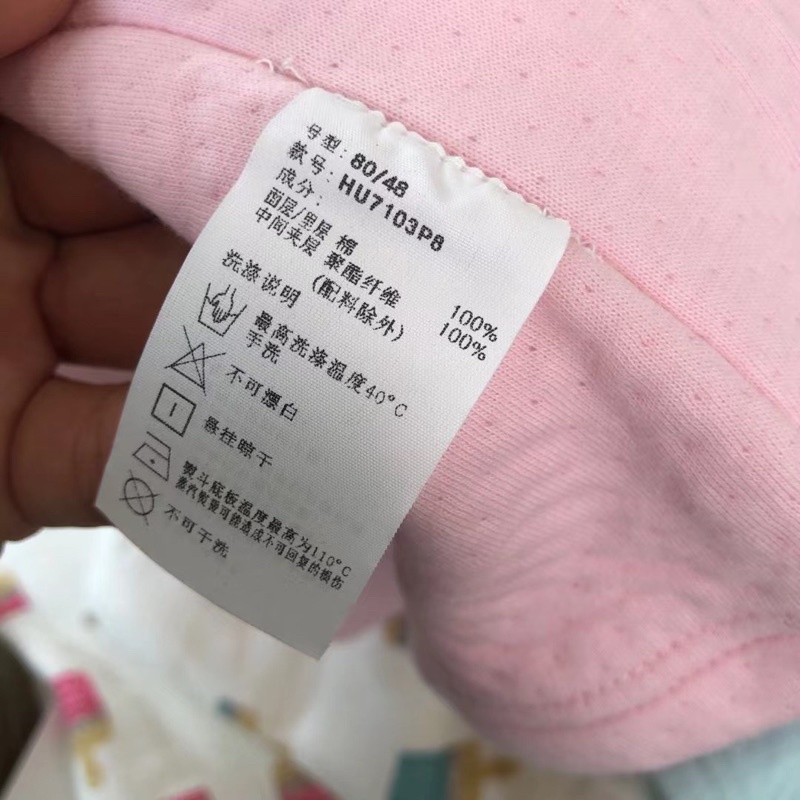 号型: 80/48
款号: HU7103P8
成分:
面层/里层 棉 100%
中间夹层 聚酯纤维 100%
(配料除外)
洗涤说明
最高洗涤温度40°C
手洗
不可漂白
悬挂晾干
熨斗底板温度最高为110°C
蒸汽熨烫可能造成不可回复的损伤
不可干洗